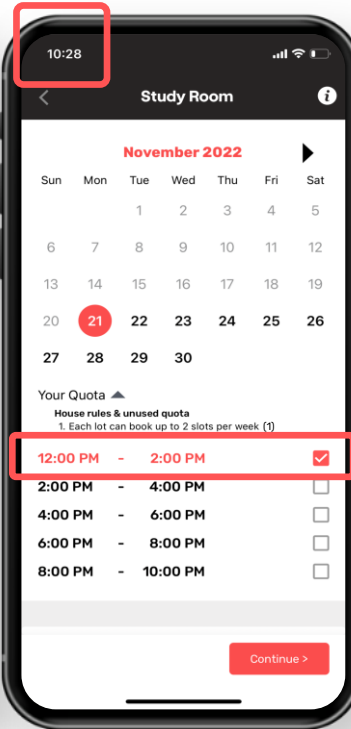 10:28
Study Room
November 2022
Sun Mon Tue Wed Thu Fri Sat
1 2 3 4 5
6 7 8 9 10 11 12
13 14 15 16 17 18 19
20 21 22 23 24 25 26
27 28 29 30
Your Quota
House rules & unused quota
1. Each lot can book up to 2 slots per week (1)
12:00 PM - 2:00 PM
2:00 PM - 4:00 PM
4:00 PM - 6:00 PM
6:00 PM - 8:00 PM
8:00 PM - 10:00 PM
Continue >